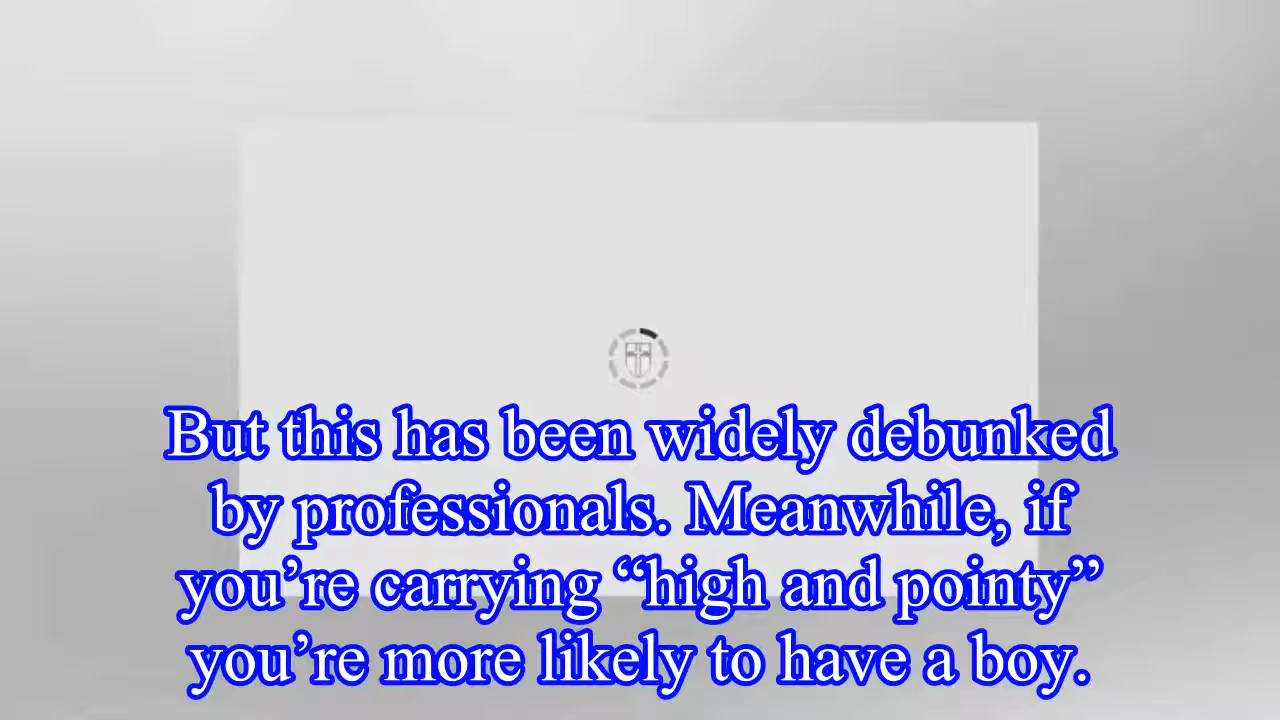 But this has been widely debunked
by professionals. Meanwhile, if
you’re carrying “high and pointy”
you’re more likely to have a boy.